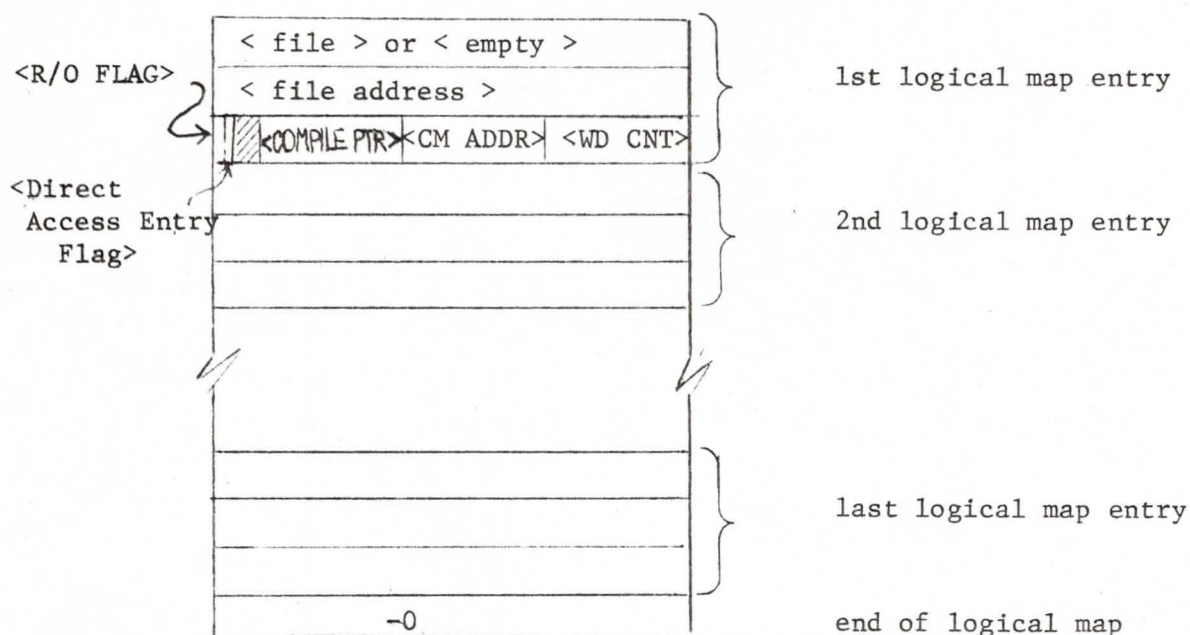 < file > or < empty >
<R/O FLAG>
1st logical map entry
< file address >
<COMPILE PTR> <CM ADDR> <WD CNT>
<Direct
Access Entry
Flag>
2nd logical map entry
last logical map entry
-0
end of logical map